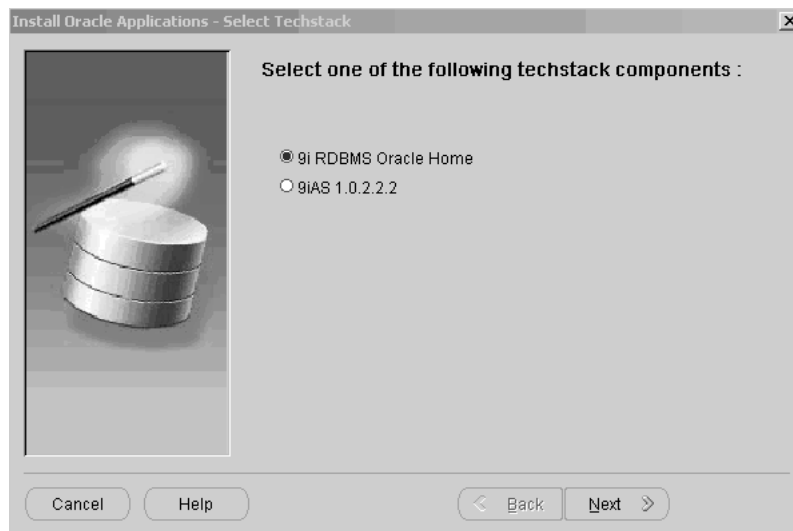 Install Oracle Applications - Select Techstack
Select one of the following techstack components :
9i RDBMS Oracle Home
9iAS 1.0.2.2.2
Cancel
Help
Back
Next